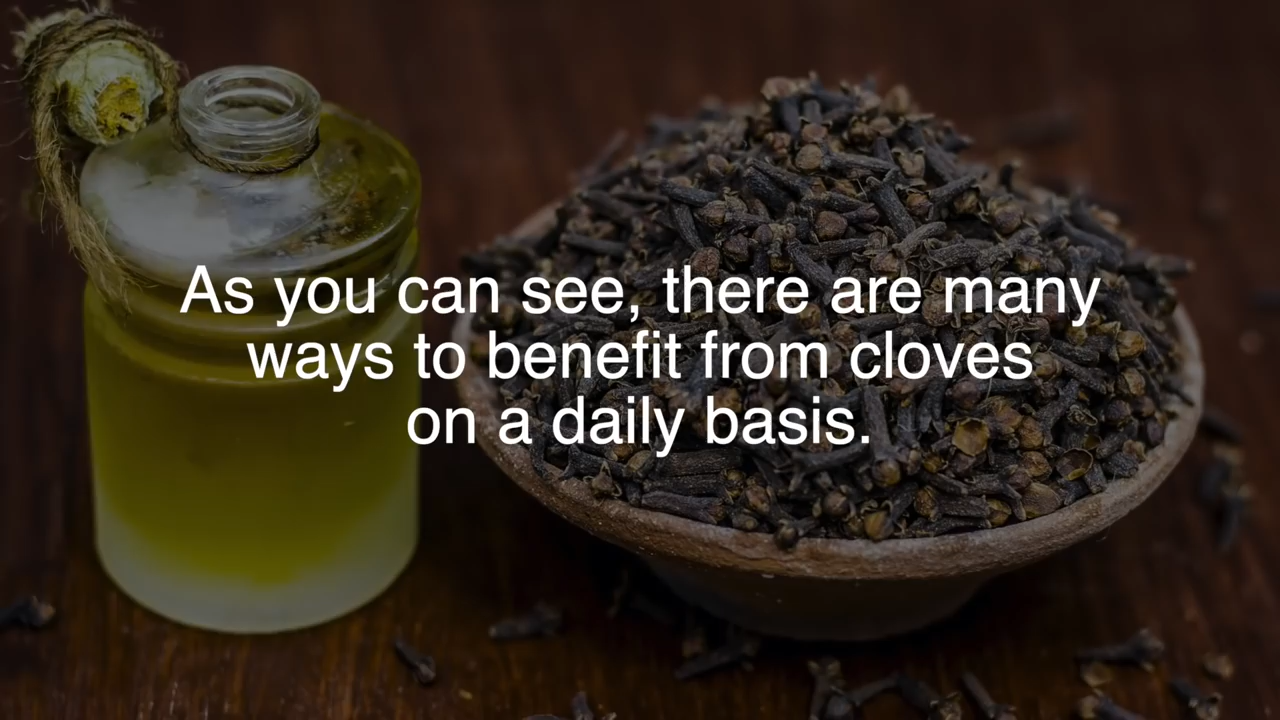 As you can see, there are many
ways to benefit from cloves
on a daily basis.